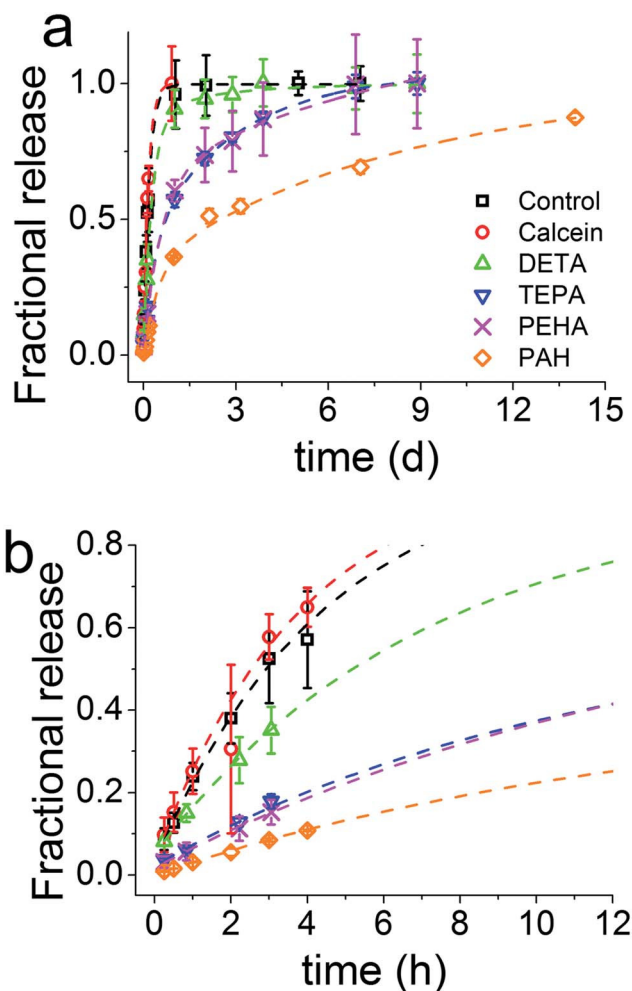 a
Fractional release
1.0
0.5
0.0
Control
Calcein
DETA
TEPA
PEHA
PAH
0 3 6 9 12 15
time (d)
b
Fractional release
0.8
0.6
0.4
0.2
0.0
0 2 4 6 8 10 12
time (h)